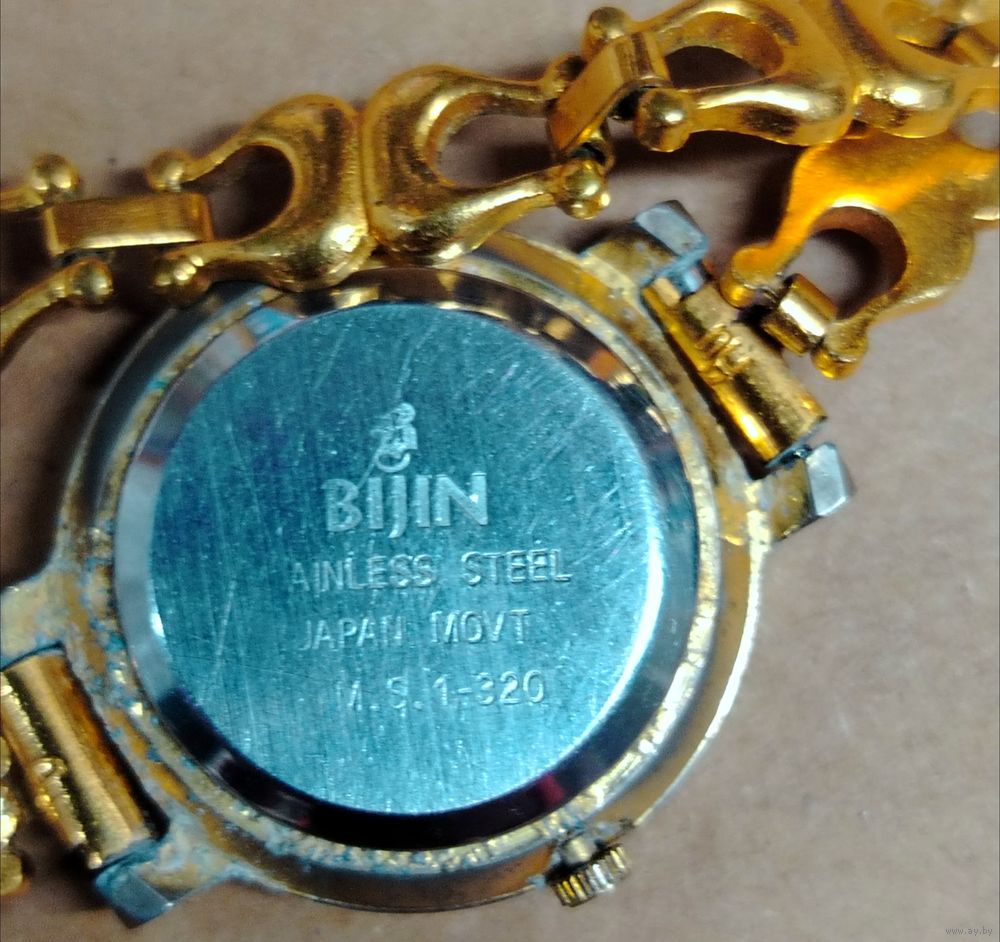 BIJIN
AINLESS STEEL
JAPAN MOVT
M.S.1-320
www.ay.by